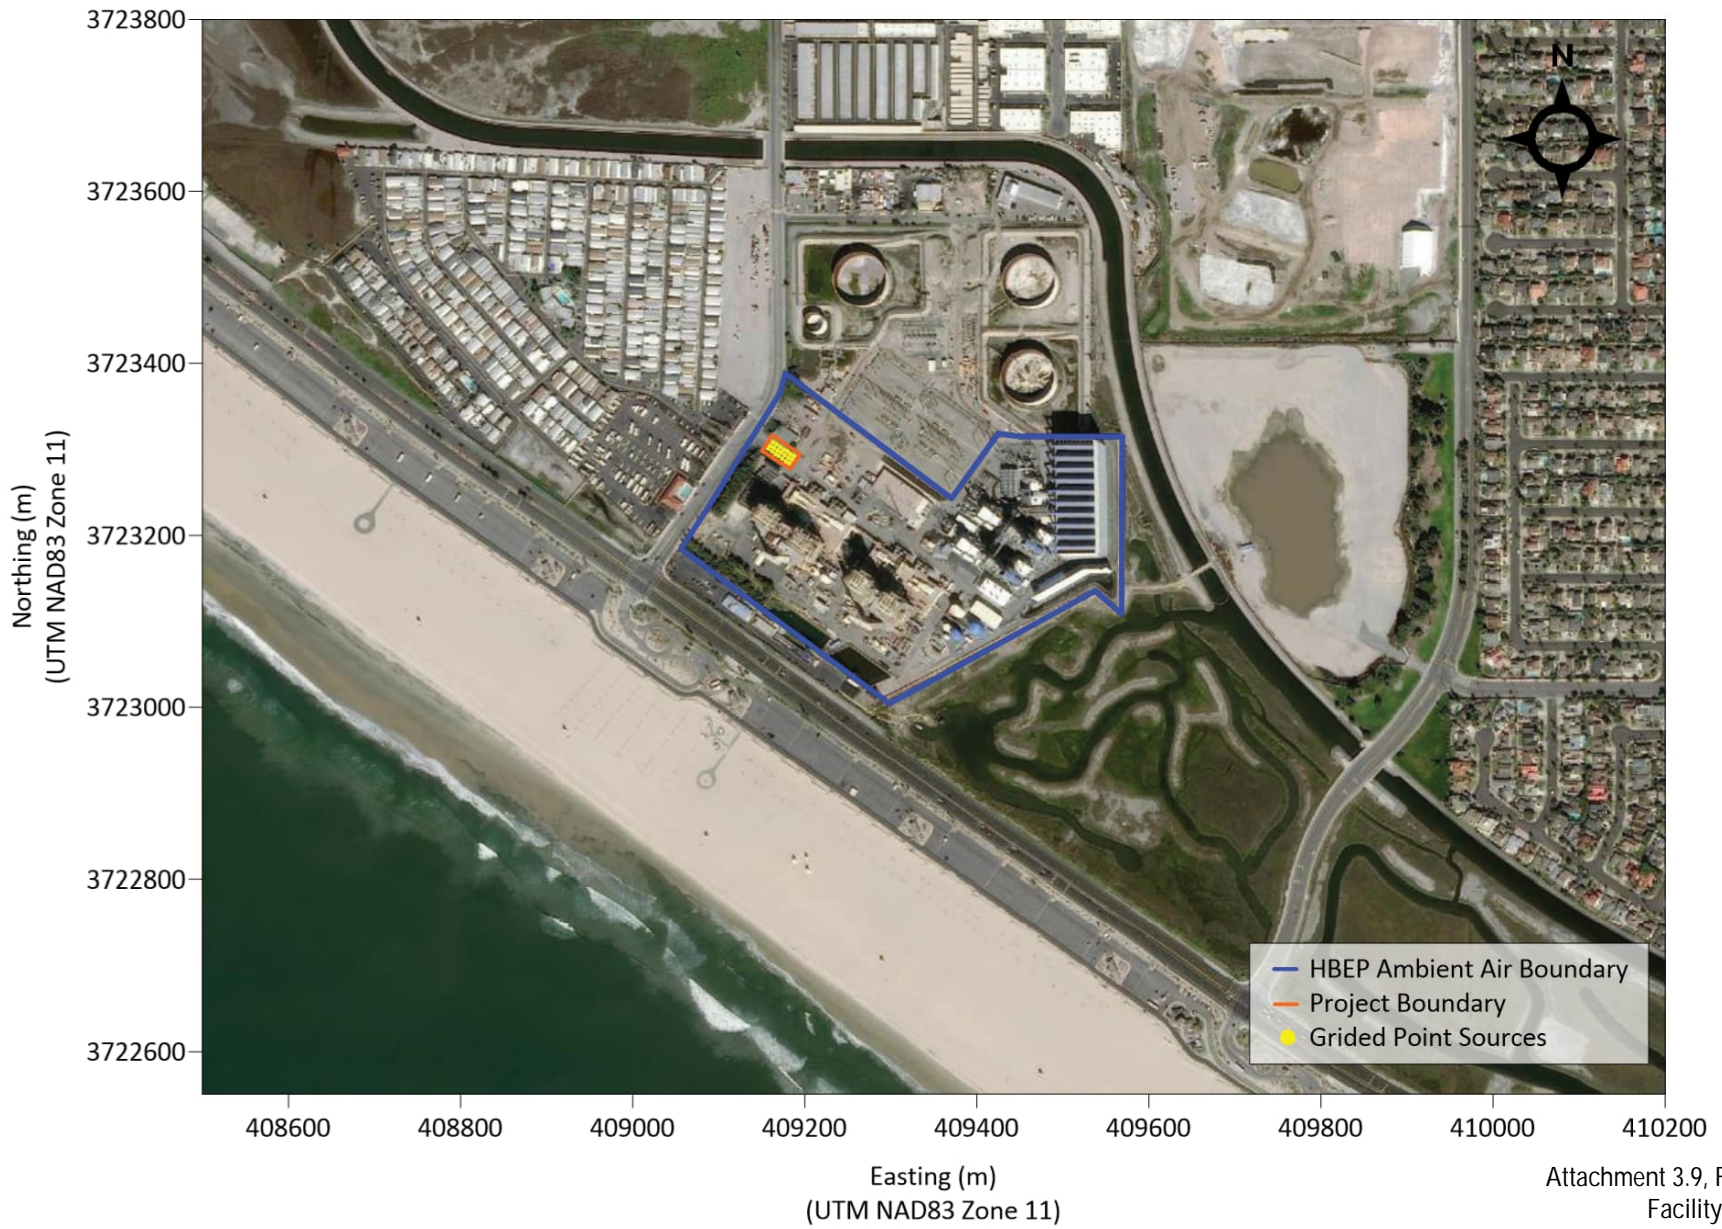 3723800
3723600
3723400
3723200
3723000
3722800
3722600
Northing (m)
(UTM NAD83 Zone 11)
N
HBEP Ambient Air Boundary
Project Boundary
Grided Point Sources
408600 408800 409000 409200 409400 409600 409800 410000 410200
Easting (m)
(UTM NAD83 Zone 11)
Attachment 3.9,
Facility